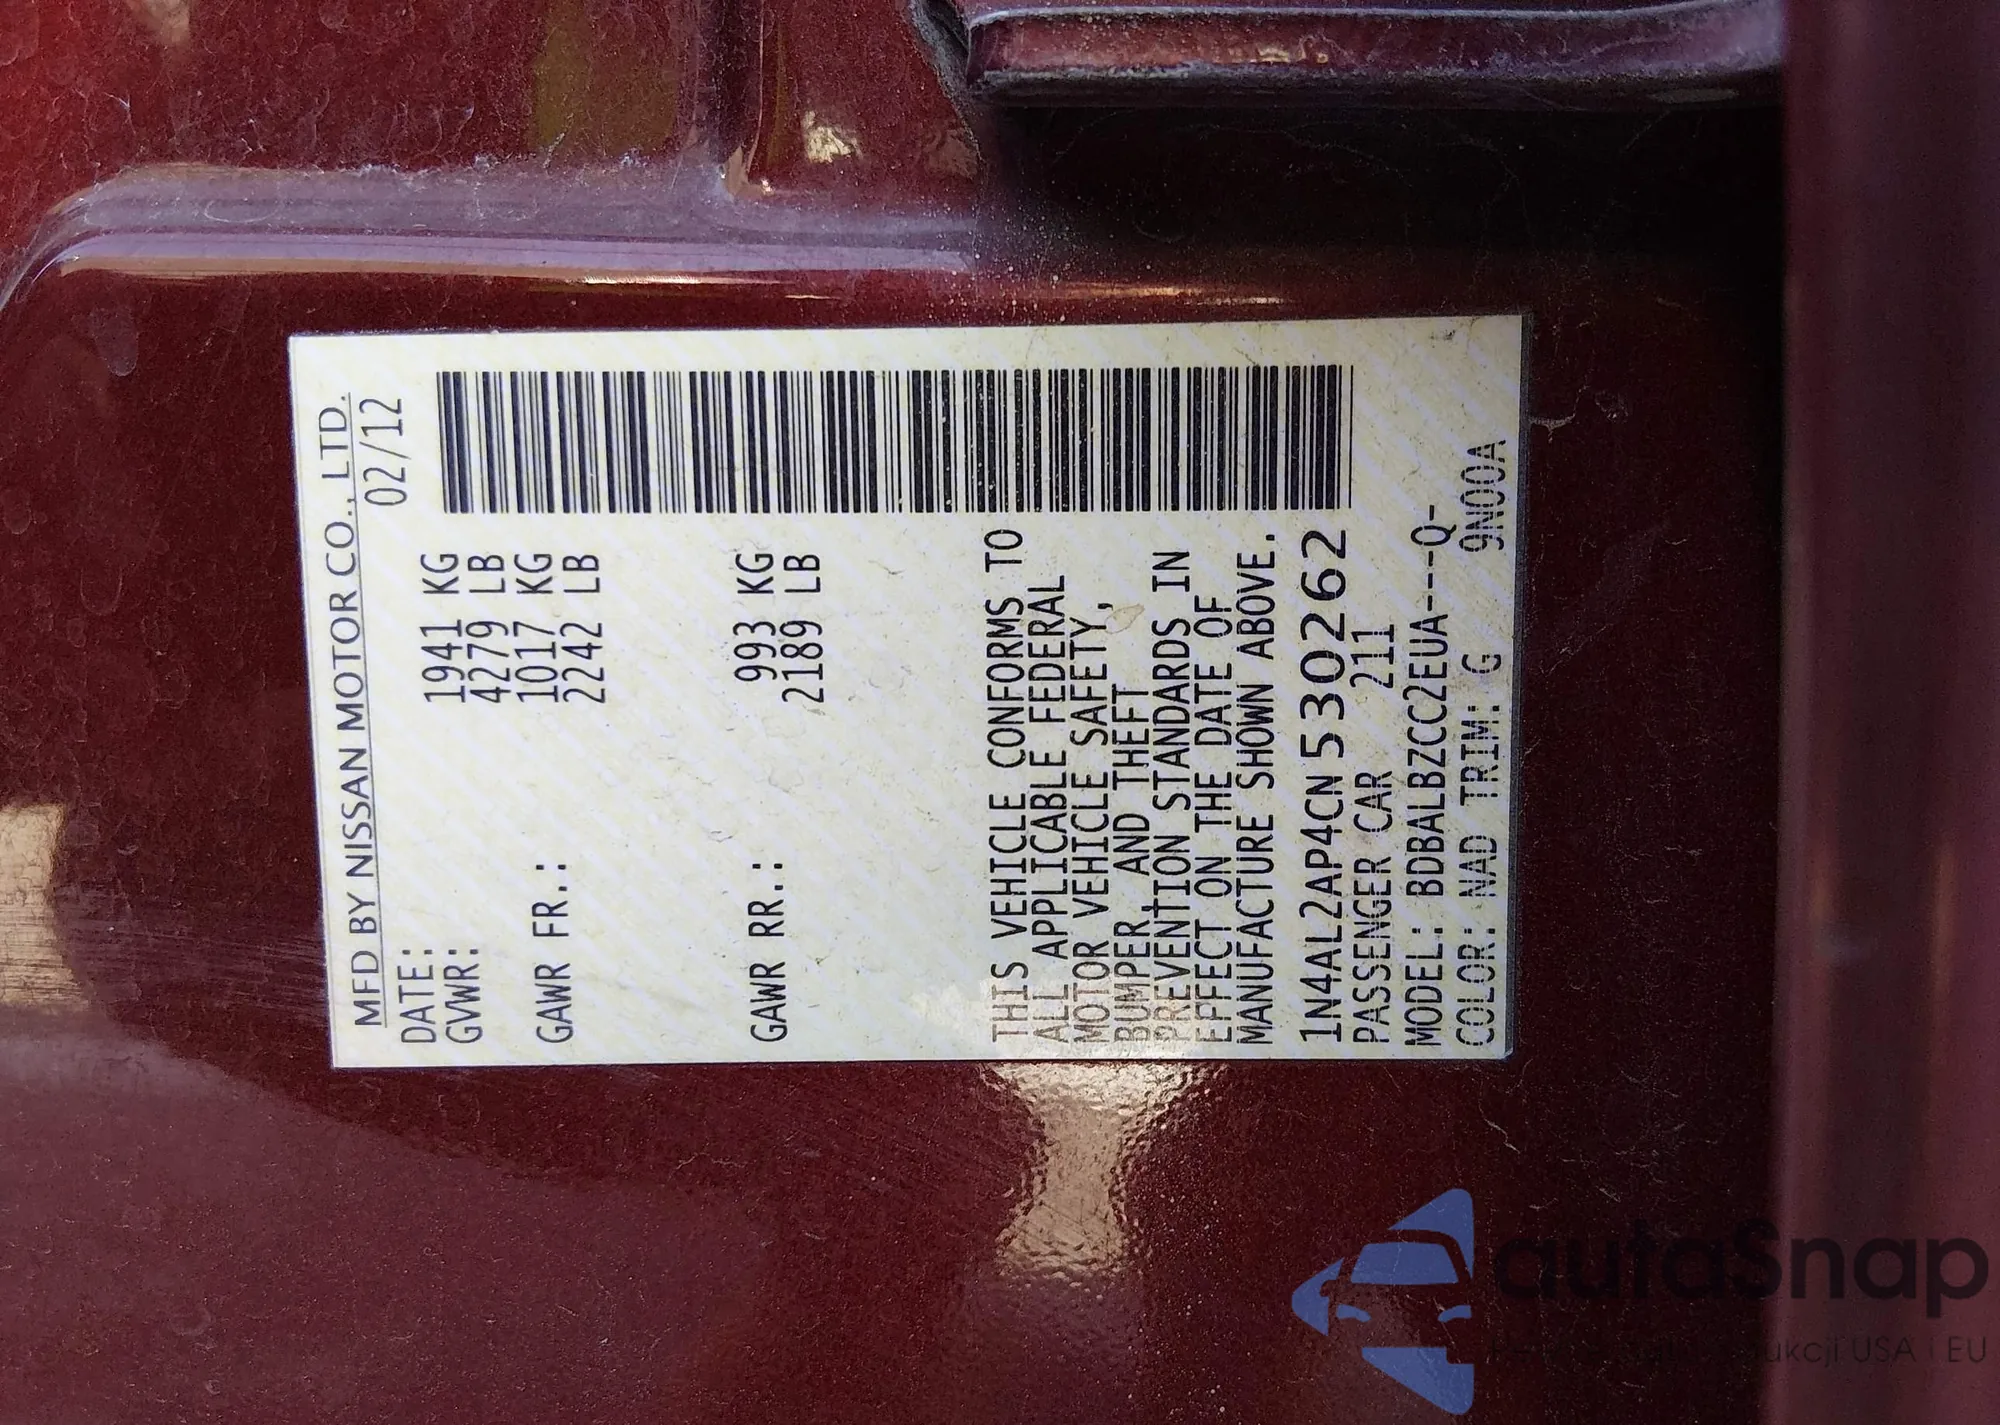 MFD BY NISSAN MOTOR CO., LTD.
DATE: 02/12
GVWR: 1941 KG
4279 LB
GAWR FR.: 1017 KG
2242 LB
GAWR RR.: 993 KG
2189 LB
THIS VEHICLE CONFORMS TO
ALL APPLICABLE FEDERAL
MOTOR VEHICLE SAFETY,
BUMPER, AND THEFT
PREVENTION STANDARDS IN
EFFECT ON THE DATE OF
MANUFACTURE SHOWN ABOVE.
1N4AL2AP4CN530262
PASSENGER CAR 211
MODEL: BDBALBZCC2EUA---Q-
COLOR: NAD TRIM: G 9N00A
autaSnap
USA i EU